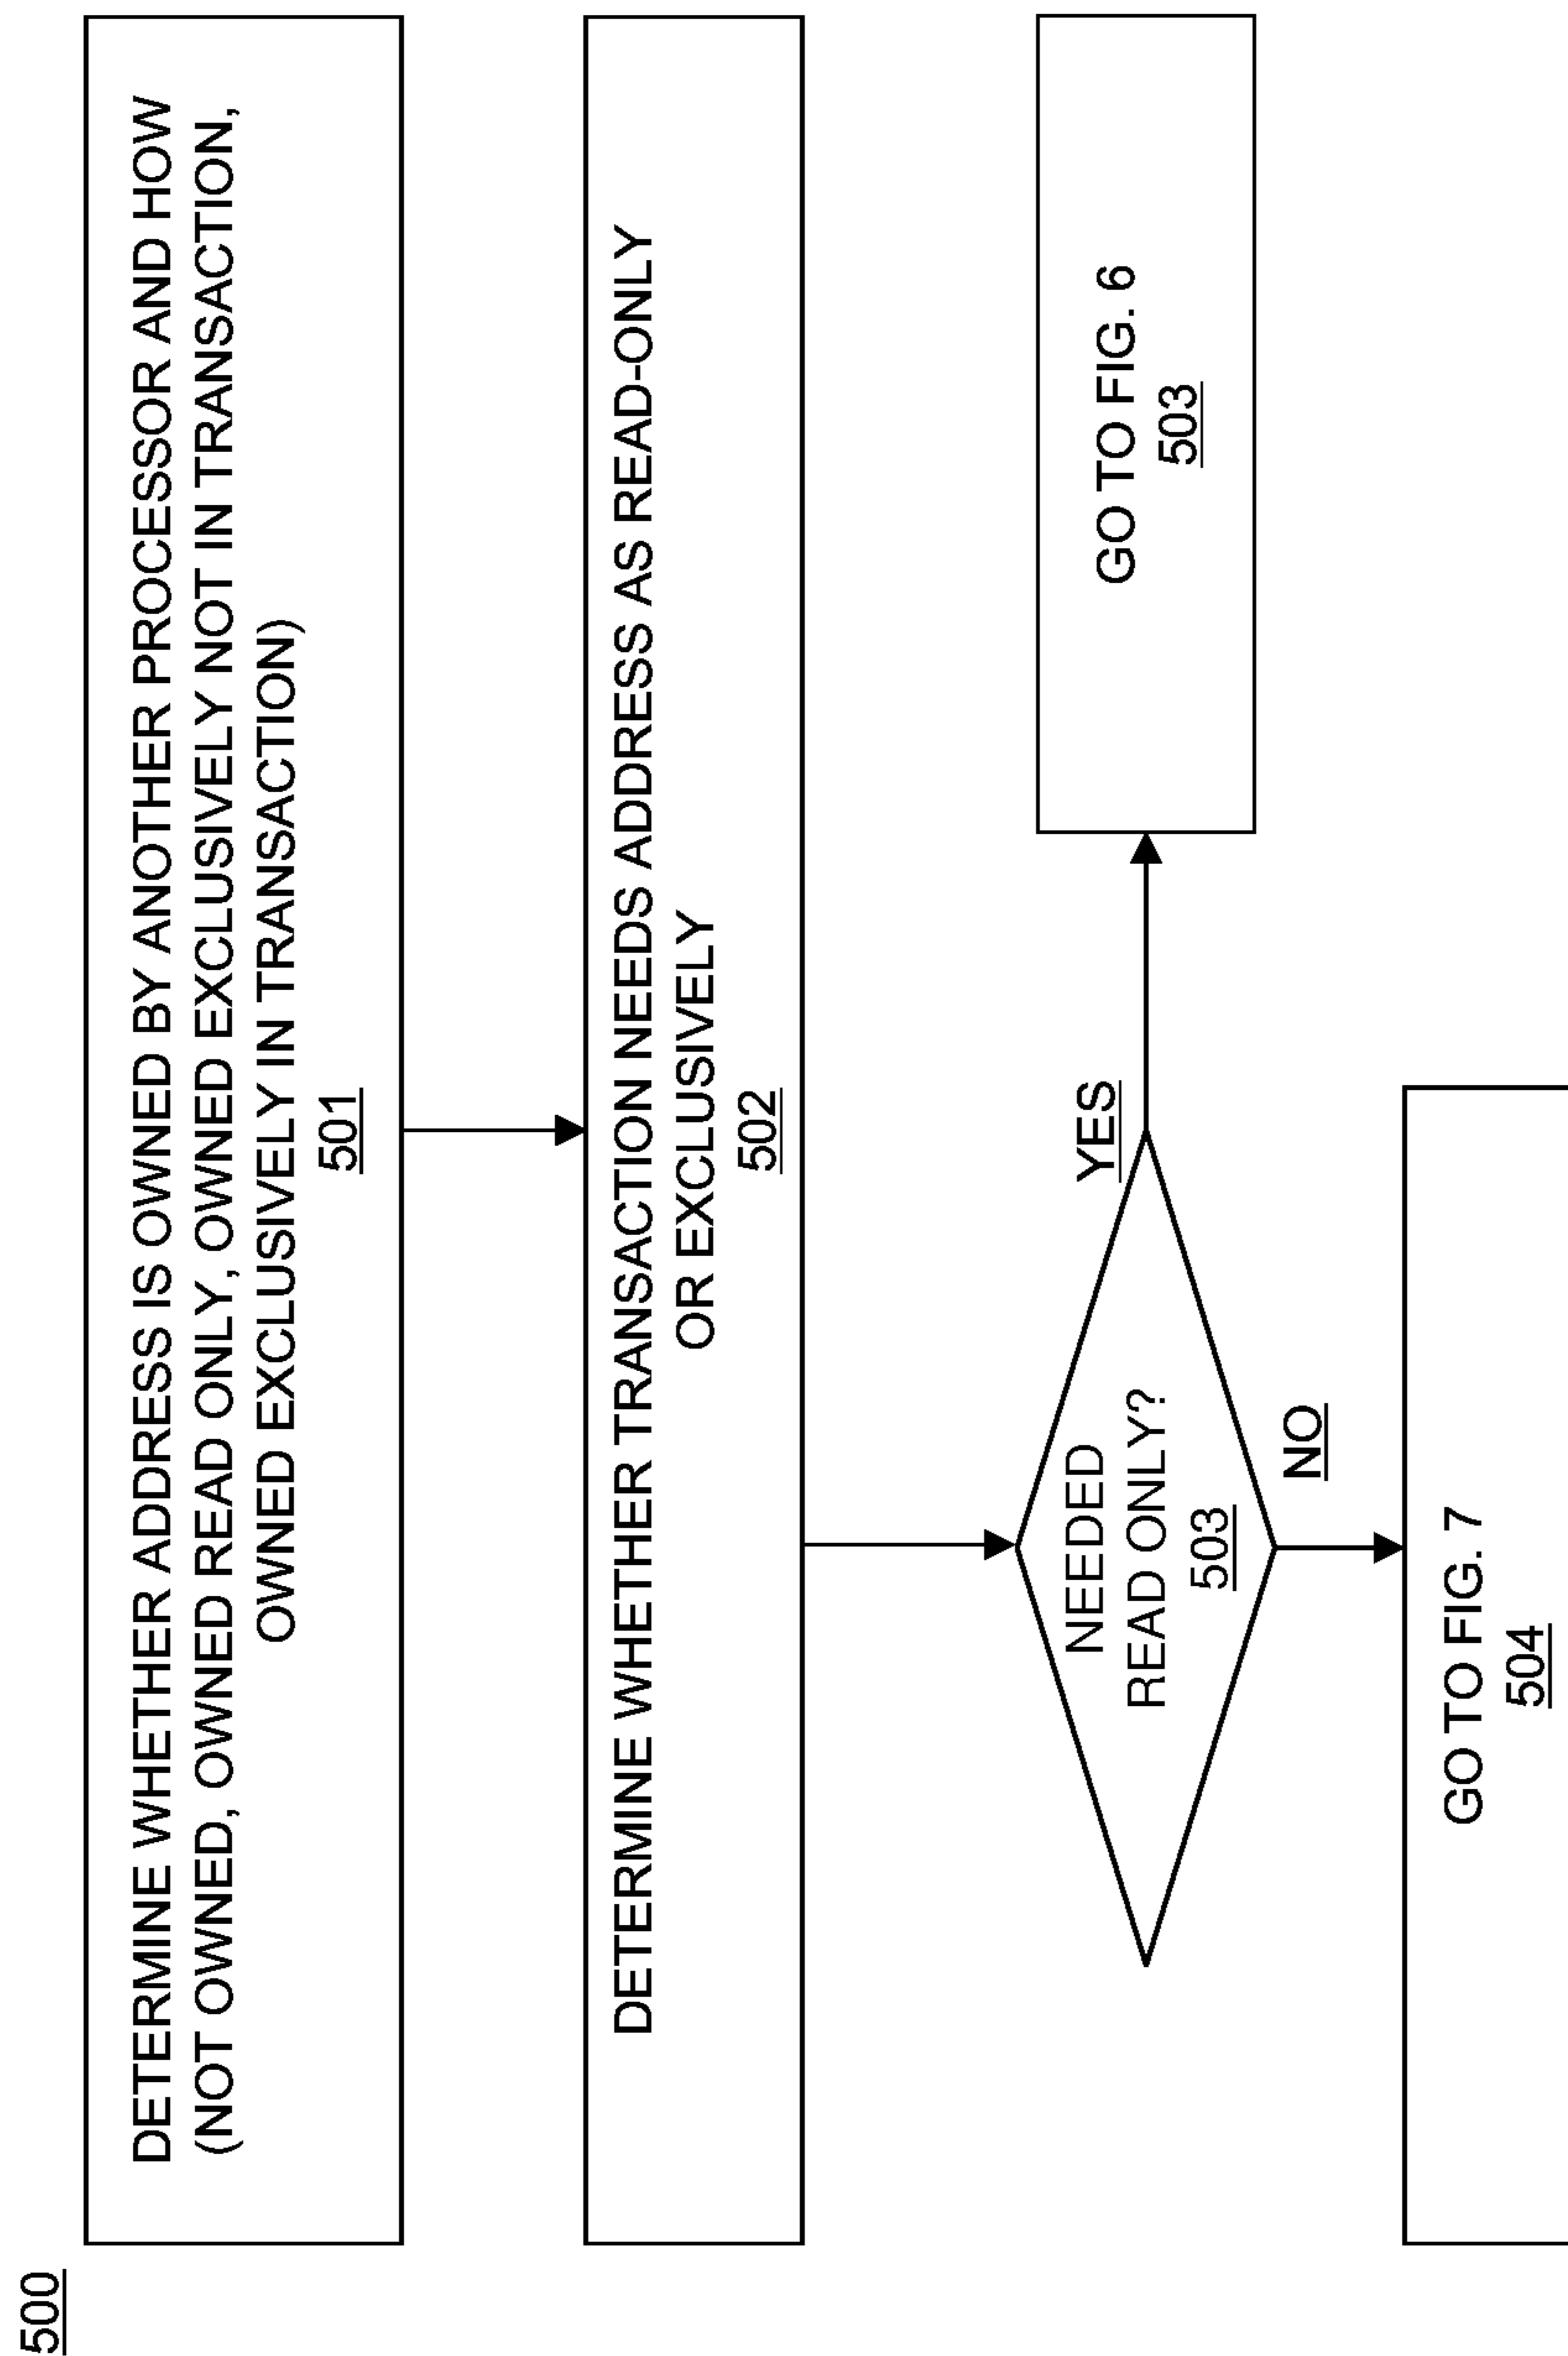 500
DETERMINE WHETHER ADDRESS IS OWNED BY ANOTHER PROCESSOR AND HOW
(NOT OWNED, OWNED READ ONLY, OWNED EXCLUSIVELY NOT IN TRANSACTION,
OWNED EXCLUSIVELY IN TRANSACTION)
501
DETERMINE WHETHER TRANSACTION NEEDS ADDRESS AS READ-ONLY
OR EXCLUSIVELY
502
NEEDED
READ ONLY?
503
YES
GO TO FIG. 6
503
NO
GO TO FIG. 7
504